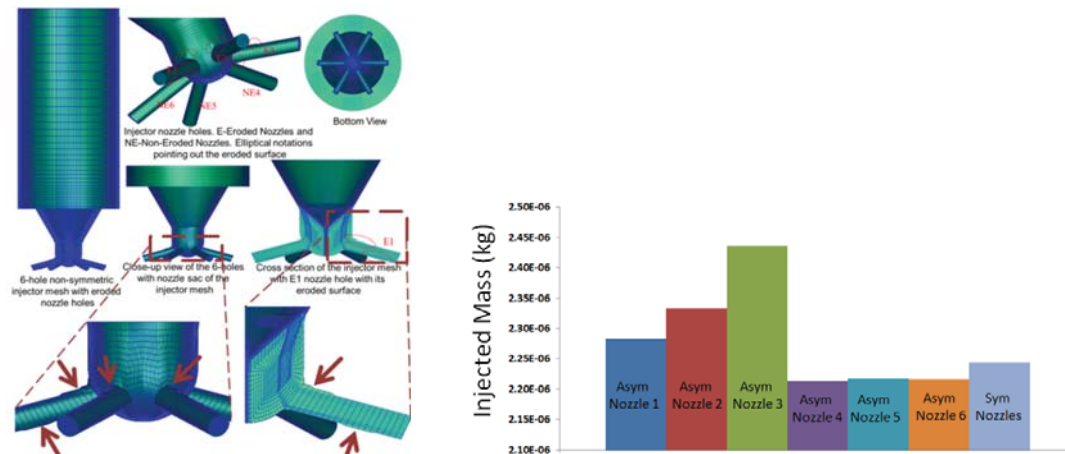 NE6
NE5
NE4
Injector nozzle holes. E-Eroded Nozzles and
NE-Non-Eroded Nozzles. Elliptical notations
pointing out the eroded surface
Bottom View
6-hole non-symmetric
injector mesh with eroded
nozzle holes
Close-up view of the 6-holes
with nozzle sac of the
injector mesh
E1
Cross section of the injector mesh
with E1 nozzle hole with its
eroded surface
Injected Mass (kg)
2.50E-06
2.45E-06
2.40E-06
2.35E-06
2.30E-06
2.25E-06
2.20E-06
2.15E-06
2.10E-06
Asym
Nozzle 1
Asym
Nozzle 2
Asym
Nozzle 3
Asym
Nozzle 4
Asym
Nozzle 5
Asym
Nozzle 6
Sym
Nozzles